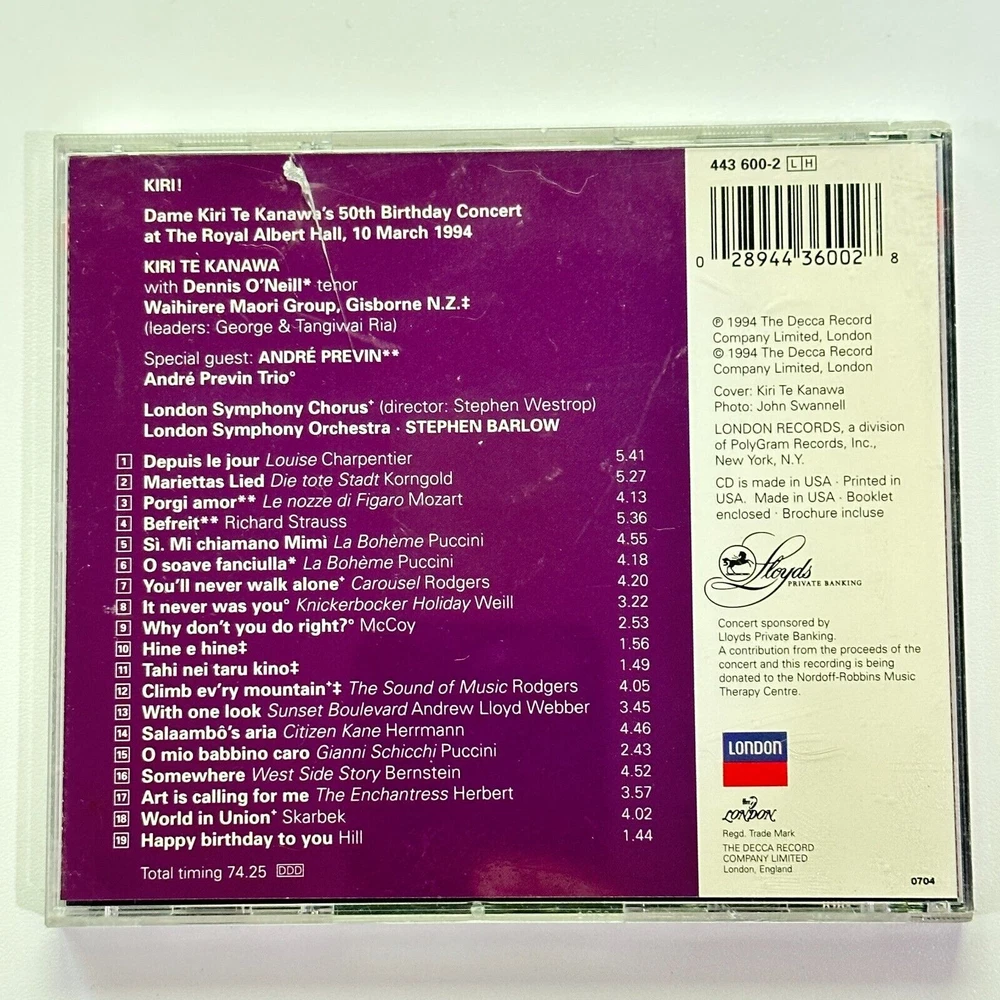 KIRI!
Dame Kiri Te Kanawa's 50th Birthday Concert
at The Royal Albert Hall, 10 March 1994
KIRI TE KANAWA
with Dennis O'Neill* tenor
Waihirere Maori Group, Gisborne N.Z.‡
(leaders: George & Tangiwai Ria)
Special guest: ANDRÉ PREVIN**
André Previn Trio°
London Symphony Chorus⁺ (director: Stephen Westrop)
London Symphony Orchestra · STEPHEN BARLOW
1 Depuis le jour Louise Charpentier 5.41
2 Mariettas Lied Die tote Stadt Korngold 5.27
3 Porgi amor** Le nozze di Figaro Mozart 4.13
4 Befreit** Richard Strauss 5.36
5 Sì. Mi chiamano Mimì La Bohème Puccini 4.55
6 O soave fanciulla* La Bohème Puccini 4.18
7 You'll never walk alone⁺ Carousel Rodgers 4.20
8 It never was you° Knickerbocker Holiday Weill 3.22
9 Why don't you do right?° McCoy 2.53
10 Hine e hine‡ 1.56
11 Tahi nei taru kino‡ 1.49
12 Climb ev'ry mountain⁺‡ The Sound of Music Rodgers 4.05
13 With one look Sunset Boulevard Andrew Lloyd Webber 3.45
14 Salaambô's aria Citizen Kane Herrmann 4.46
15 O mio babbino caro Gianni Schicchi Puccini 2.43
16 Somewhere West Side Story Bernstein 4.52
17 Art is calling for me The Enchantress Herbert 3.57
18 World in Union⁺ Skarbek 4.02
19 Happy birthday to you Hill 1.44
Total timing 74.25 DDD
443 600-2 LH
0 28944 36002 8
℗ 1994 The Decca Record
Company Limited, London
© 1994 The Decca Record
Company Limited, London
Cover: Kiri Te Kanawa
Photo: John Swannell
LONDON RECORDS, a division
of PolyGram Records, Inc.,
New York, N.Y.
CD is made in USA · Printed in
USA. Made in USA · Booklet
enclosed · Brochure incluse
Lloyds
PRIVATE BANKING
Concert sponsored by
Lloyds Private Banking.
A contribution from the proceeds of the
concert and this recording is being
donated to the Nordoff-Robbins Music
Therapy Centre.
LONDON
LONDON
Regd. Trade Mark
THE DECCA RECORD
COMPANY LIMITED
London, England
0704